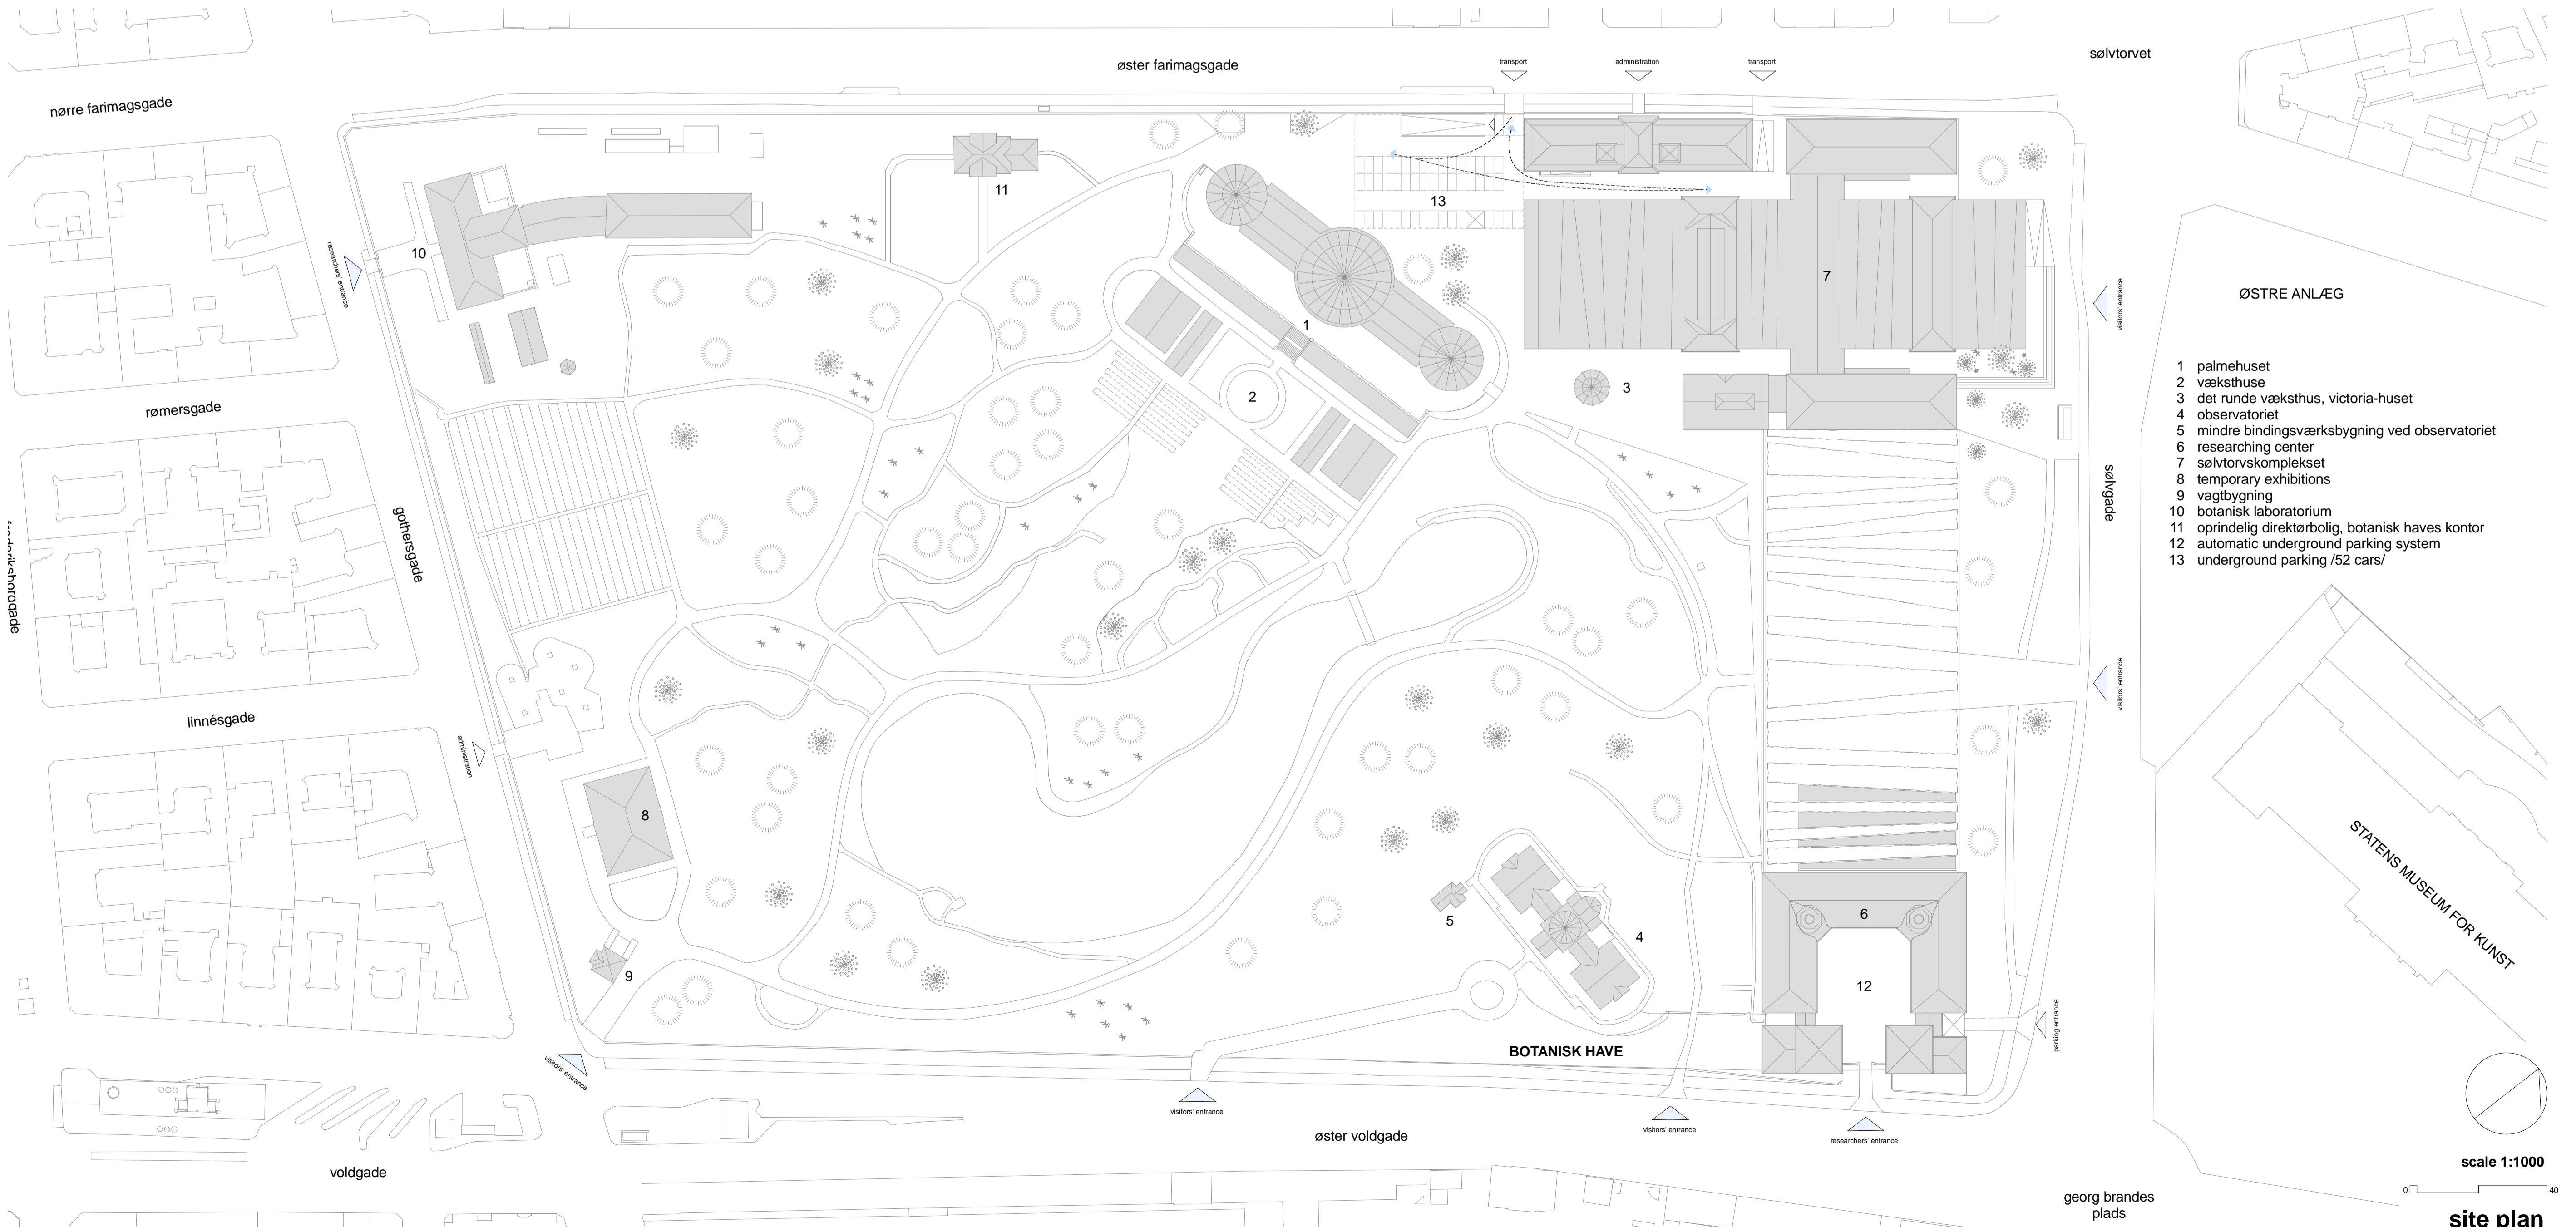 øster farimagsgade
transport
administration
transport
sølvtorvet
nørre farimagsgade
11
13
10
researchers' entrance
7
visitors' entrance
ØSTRE ANLÆG
1
2
3
1 palmehuset
2 væksthuse
3 det runde væksthus, victoria-huset
4 observatoriet
5 mindre bindingsværksbygning ved observatoriet
6 researching center
7 sølvtorvskomplekset
8 temporary exhibitions
9 vagtbygning
10 botanisk laboratorium
11 oprindelig direktørbolig, botanisk haves kontor
12 automatic underground parking system
13 underground parking /52 cars/
rømersgade
sølvgade
gothersgade
frederiksborggade
visitors' entrance
linnésgade
administration
8
STATENS MUSEUM FOR KUNST
6
5
4
9
12
parking entrance
BOTANISK HAVE
visitors' entrance
visitors' entrance
visitors' entrance
researchers' entrance
øster voldgade
voldgade
scale 1:1000
0 40
georg brandes
plads
site plan